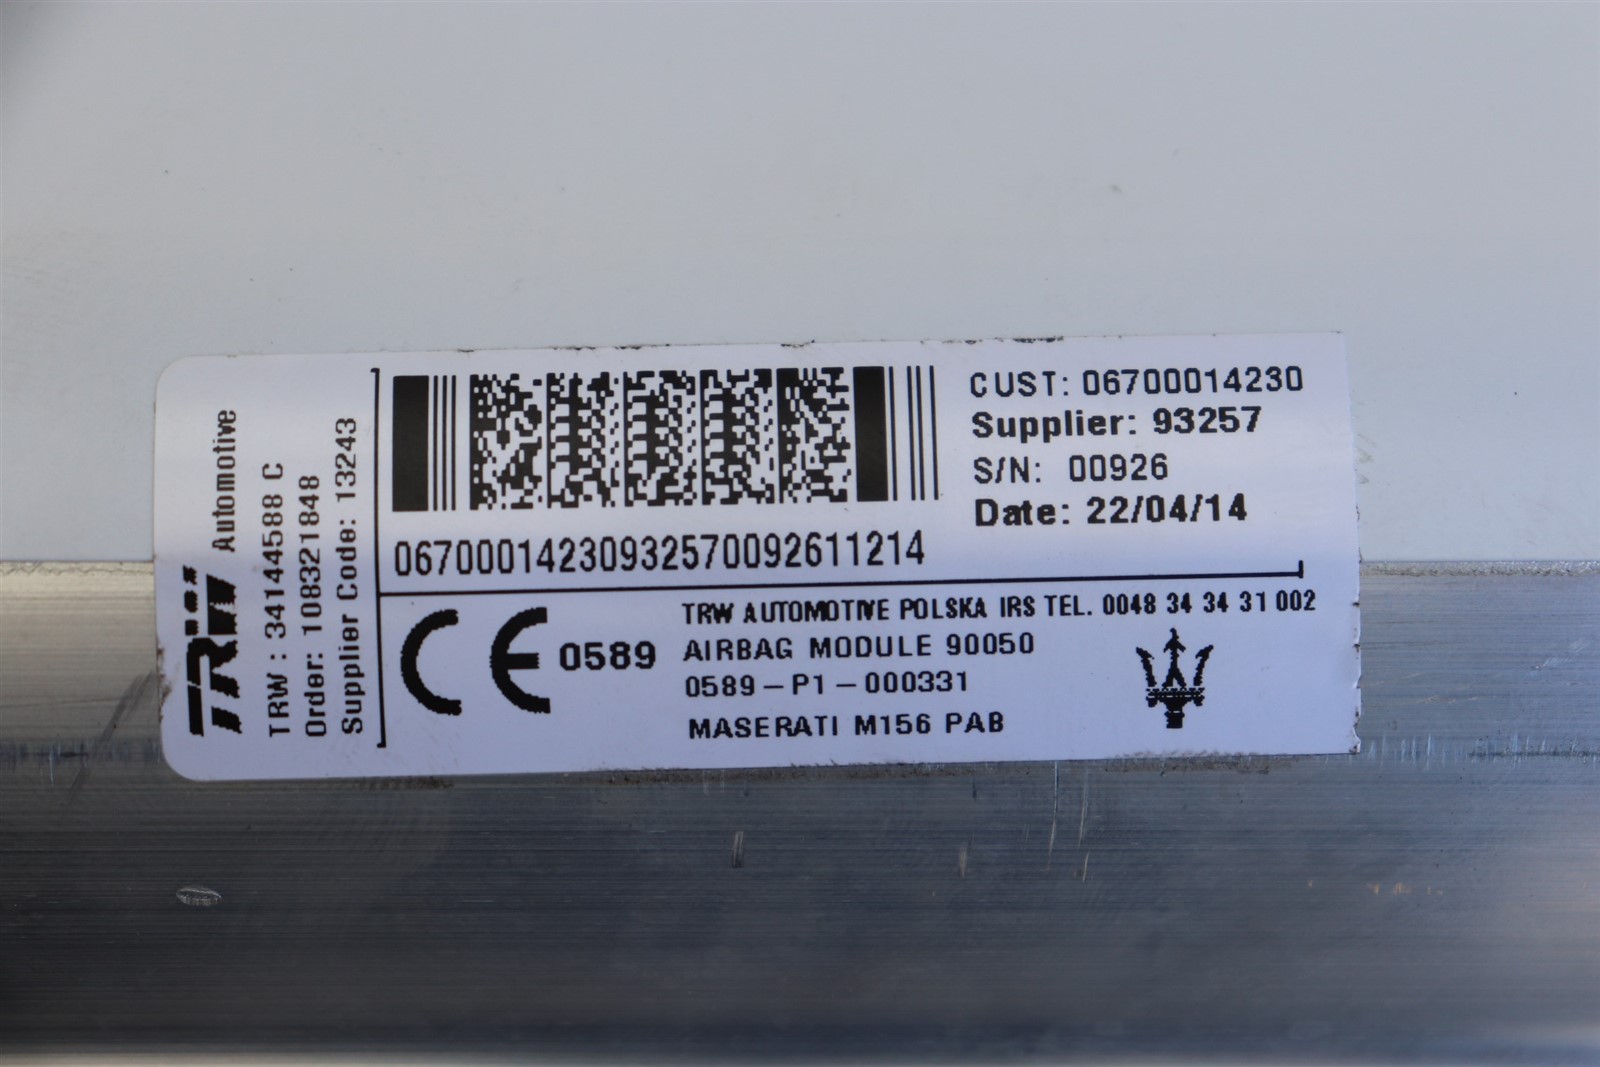 TRW Automotive
TRW : 34144588 C
Order: 108321848
Supplier Code: 13243
CUST: 06700014230
Supplier: 93257
S/N: 00926
Date: 22/04/14
06700014230932570092611214
CE 0589
TRW AUTOMOTIVE POLSKA IRS TEL. 0048 34 34 31 002
AIRBAG MODULE 90050
0589-P1-000331
MASERATI M156 PAB